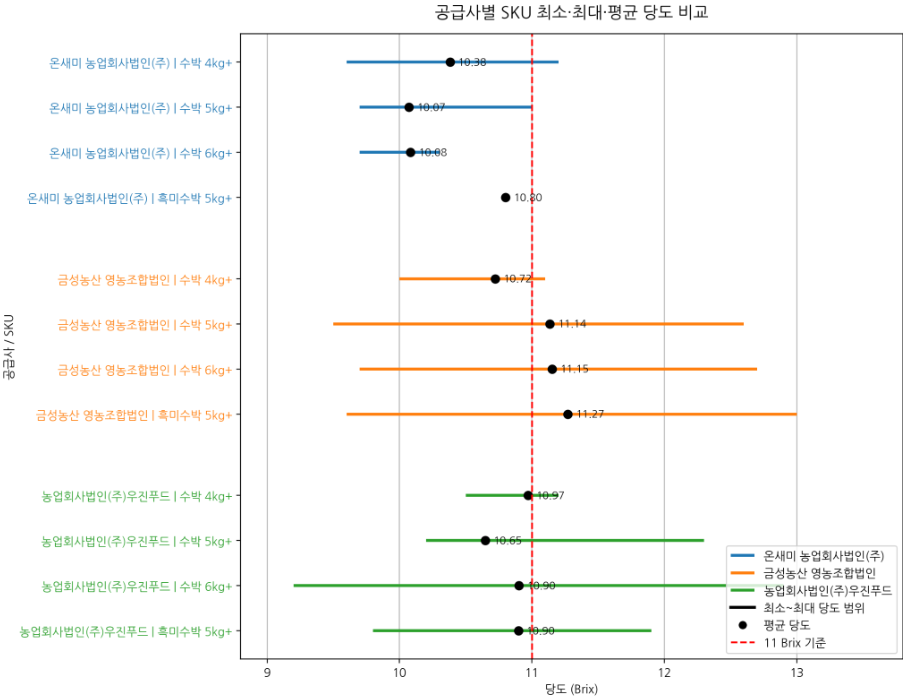 공급사별 SKU 최소·최대·평균 당도 비교
온새미 농업회사법인(주) | 수박 4kg+
10.38
온새미 농업회사법인(주) | 수박 5kg+
10.07
온새미 농업회사법인(주) | 수박 6kg+
10.08
온새미 농업회사법인(주) | 흑미수박 5kg+
10.80
금성농산 영농조합법인 | 수박 4kg+
10.72
금성농산 영농조합법인 | 수박 5kg+
11.14
금성농산 영농조합법인 | 수박 6kg+
11.15
금성농산 영농조합법인 | 흑미수박 5kg+
11.27
농업회사법인(주)우진푸드 | 수박 4kg+
10.97
농업회사법인(주)우진푸드 | 수박 5kg+
10.65
농업회사법인(주)우진푸드 | 수박 6kg+
10.90
농업회사법인(주)우진푸드 | 흑미수박 5kg+
10.90
공급사 / SKU
온새미 농업회사법인(주)
금성농산 영농조합법인
농업회사법인(주)우진푸드
최소~최대 당도 범위
평균 당도
11 Brix 기준
9 10 11 12 13
당도 (Brix)